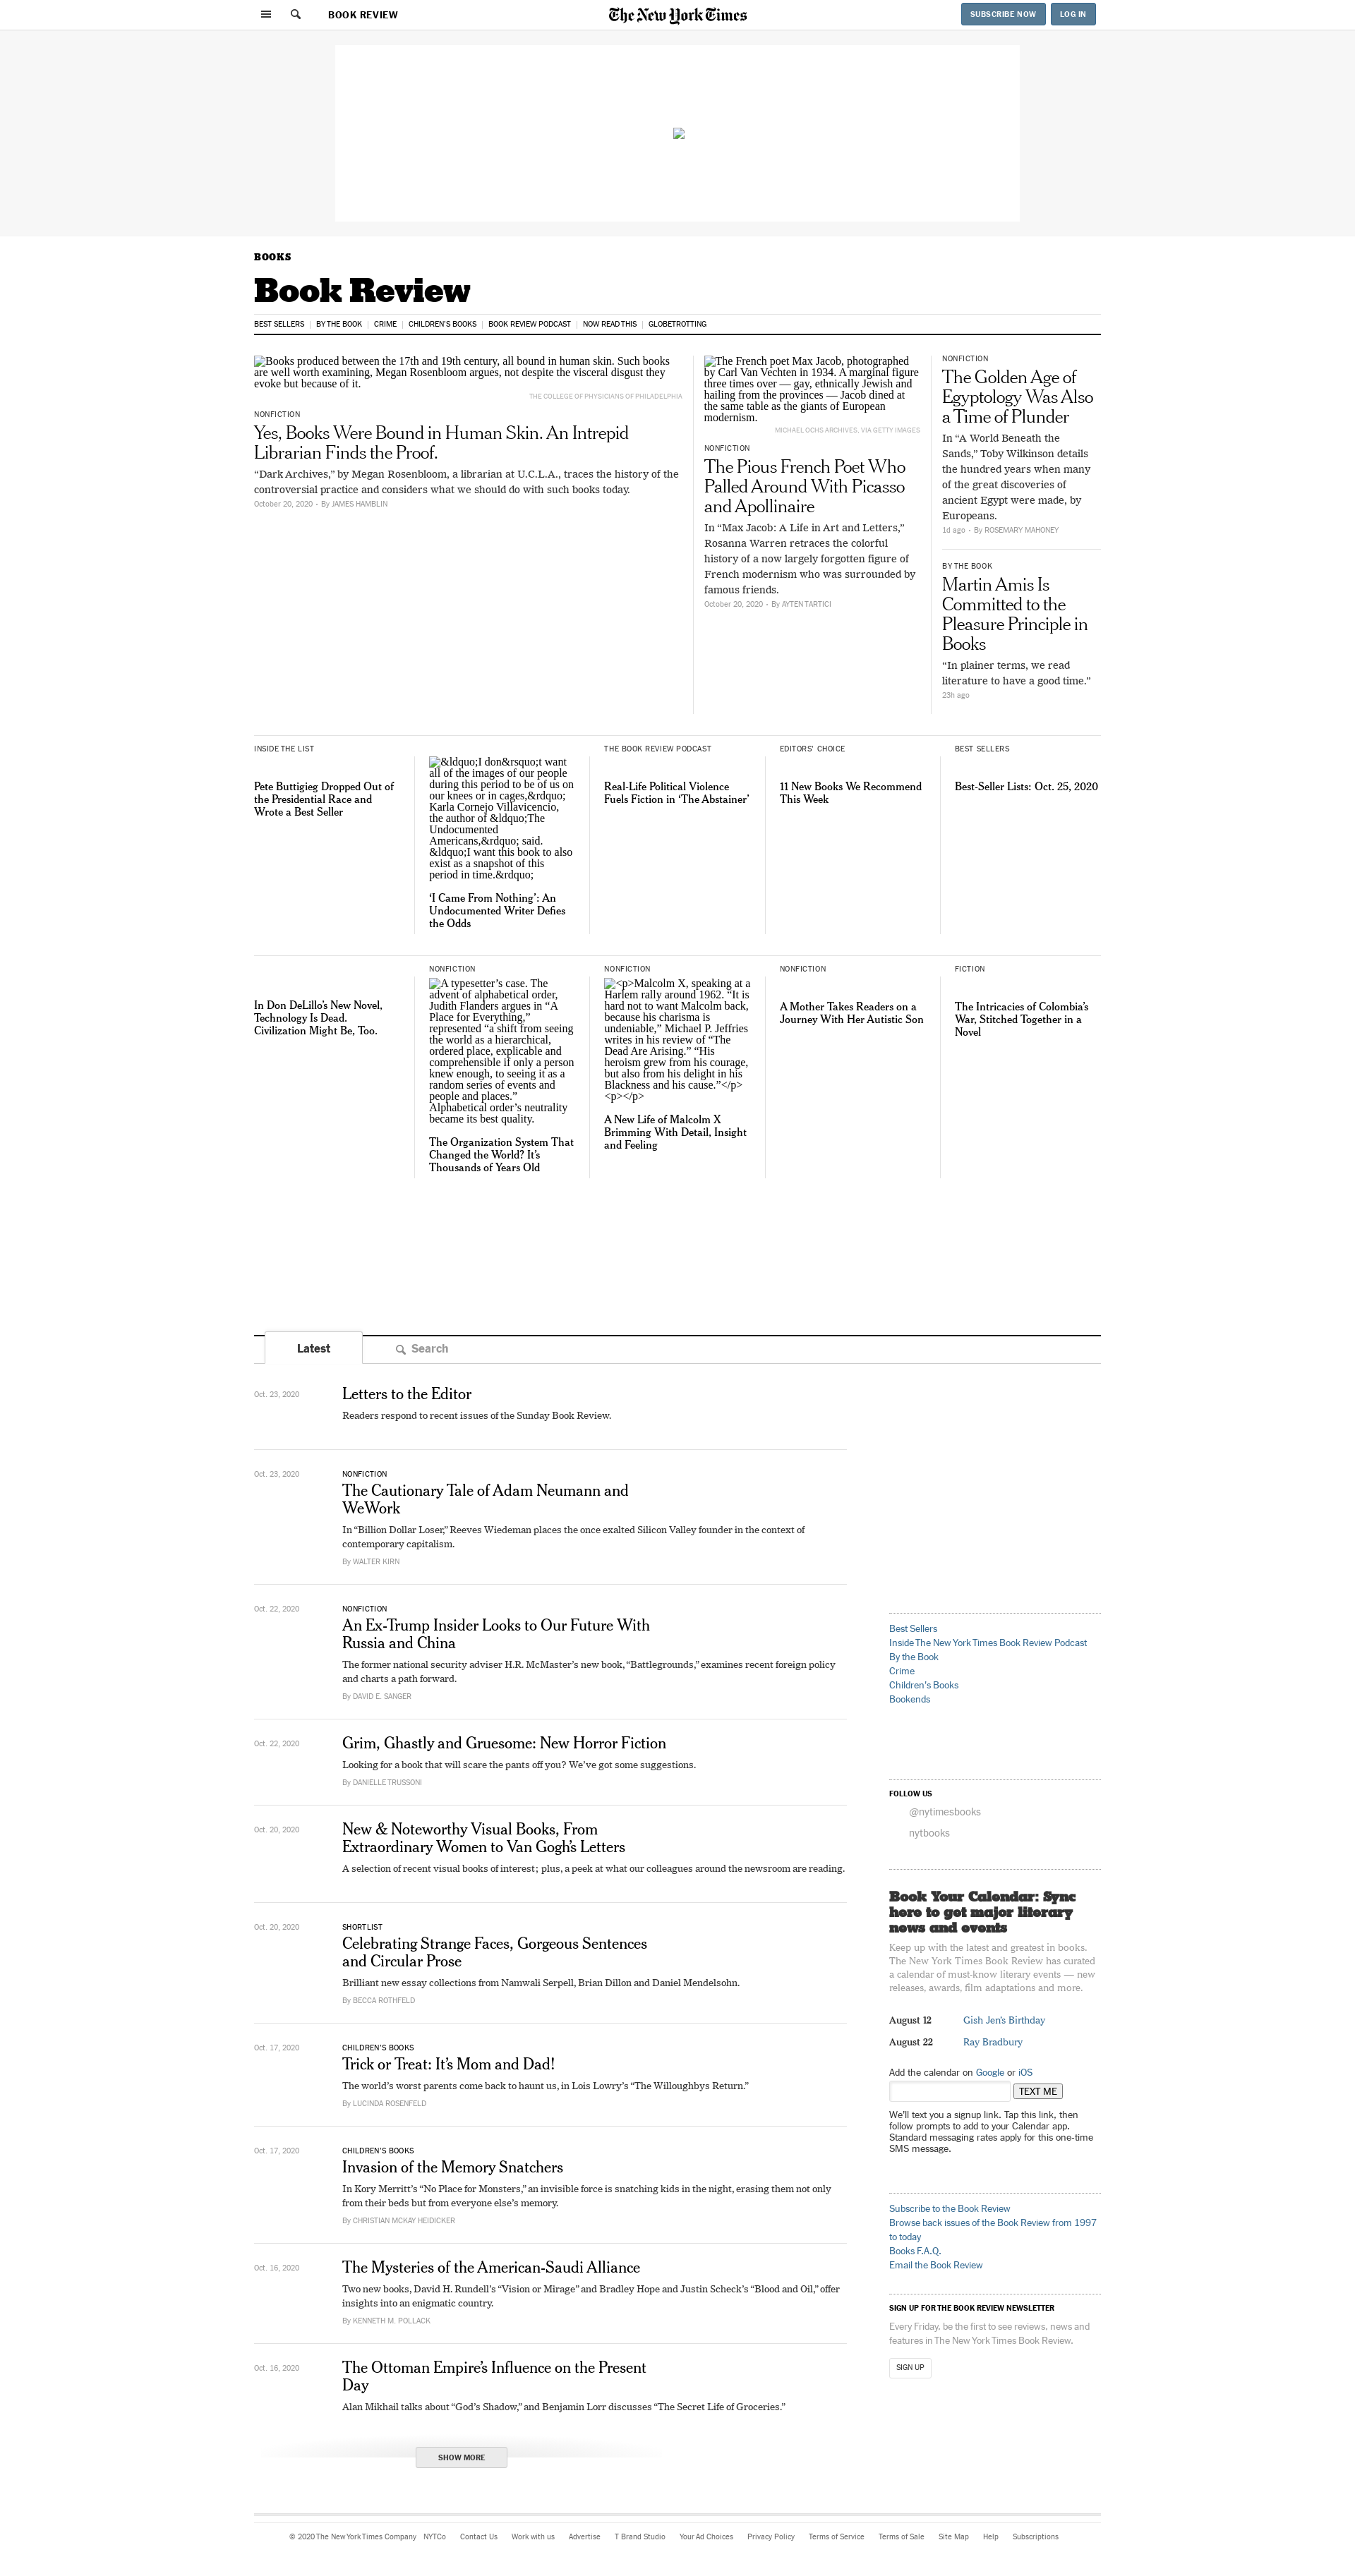 BOOK REVIEW
The New York Times
SUBSCRIBE NOW
LOG IN
BOOKS
Book Review
BEST SELLERS | BY THE BOOK | CRIME | CHILDREN'S BOOKS | BOOK REVIEW PODCAST | NOW READ THIS | GLOBETROTTING
Books produced between the 17th and 19th century, all bound in human skin. Such books
are well worth examining, Megan Rosenbloom argues, not despite the visceral disgust they
evoke but because of it.
THE COLLEGE OF PHYSICIANS OF PHILADELPHIA
NONFICTION
Yes, Books Were Bound in Human Skin. An Intrepid
Librarian Finds the Proof.
“Dark Archives,” by Megan Rosenbloom, a librarian at U.C.L.A., traces the history of the
controversial practice and considers what we should do with such books today.
October 20, 2020 - By JAMES HAMBLIN
The French poet Max Jacob, photographed
by Carl Van Vechten in 1934. A marginal figure
three times over — gay, ethnically Jewish and
hailing from the provinces — Jacob dined at
the same table as the giants of European
modernism.
MICHAEL OCHS ARCHIVES, VIA GETTY IMAGES
NONFICTION
The Pious French Poet Who
Palled Around With Picasso
and Apollinaire
In “Max Jacob: A Life in Art and Letters,”
Rosanna Warren retraces the colorful
history of a now largely forgotten figure of
French modernism who was surrounded by
famous friends.
October 20, 2020 - By AYTEN TARTICI
NONFICTION
The Golden Age of
Egyptology Was Also
a Time of Plunder
In “A World Beneath the
Sands,” Toby Wilkinson details
the hundred years when many
of the great discoveries of
ancient Egypt were made, by
Europeans.
1d ago - By ROSEMARY MAHONEY
BY THE BOOK
Martin Amis Is
Committed to the
Pleasure Principle in
Books
“In plainer terms, we read
literature to have a good time.”
23h ago
INSIDE THE LIST
Pete Buttigieg Dropped Out of
the Presidential Race and
Wrote a Best Seller
&ldquo;I don&rsquo;t want
all of the images of our people
during this period to be of us on
our knees or in cages,&rdquo;
Karla Cornejo Villavicencio,
the author of &ldquo;The
Undocumented
Americans,&rdquo; said.
&ldquo;I want this book to also
exist as a snapshot of this
period in time.&rdquo;
‘I Came From Nothing’: An
Undocumented Writer Defies
the Odds
THE BOOK REVIEW PODCAST
Real-Life Political Violence
Fuels Fiction in ‘The Abstainer’
EDITORS’ CHOICE
11 New Books We Recommend
This Week
BEST SELLERS
Best-Seller Lists: Oct. 25, 2020
In Don DeLillo’s New Novel,
Technology Is Dead.
Civilization Might Be, Too.
NONFICTION
A typesetter’s case. The
advent of alphabetical order,
Judith Flanders argues in “A
Place for Everything,”
represented “a shift from seeing
the world as a hierarchical,
ordered place, explicable and
comprehensible if only a person
knew enough, to seeing it as a
random series of events and
people and places.”
Alphabetical order’s neutrality
became its best quality.
The Organization System That
Changed the World? It’s
Thousands of Years Old
NONFICTION
<p>Malcolm X, speaking at a
Harlem rally around 1962. “It is
hard not to want Malcolm back,
because his charisma is
undeniable,” Michael P. Jeffries
writes in his review of “The
Dead Are Arising.” “His
heroism grew from his courage,
but also from his delight in his
Blackness and his cause.”</p>
<p></p>
A New Life of Malcolm X
Brimming With Detail, Insight
and Feeling
NONFICTION
A Mother Takes Readers on a
Journey With Her Autistic Son
FICTION
The Intricacies of Colombia’s
War, Stitched Together in a
Novel
Latest
Search
Oct. 23, 2020
Letters to the Editor
Readers respond to recent issues of the Sunday Book Review.
Oct. 23, 2020
NONFICTION
The Cautionary Tale of Adam Neumann and
WeWork
In “Billion Dollar Loser,” Reeves Wiedeman places the once exalted Silicon Valley founder in the context of
contemporary capitalism.
By WALTER KIRN
Oct. 22, 2020
NONFICTION
An Ex-Trump Insider Looks to Our Future With
Russia and China
The former national security adviser H.R. McMaster’s new book, “Battlegrounds,” examines recent foreign policy
and charts a path forward.
By DAVID E. SANGER
Oct. 22, 2020
Grim, Ghastly and Gruesome: New Horror Fiction
Looking for a book that will scare the pants off you? We’ve got some suggestions.
By DANIELLE TRUSSONI
Oct. 20, 2020
New & Noteworthy Visual Books, From
Extraordinary Women to Van Gogh’s Letters
A selection of recent visual books of interest; plus, a peek at what our colleagues around the newsroom are reading.
Oct. 20, 2020
SHORTLIST
Celebrating Strange Faces, Gorgeous Sentences
and Circular Prose
Brilliant new essay collections from Namwali Serpell, Brian Dillon and Daniel Mendelsohn.
By BECCA ROTHFELD
Oct. 17, 2020
CHILDREN’S BOOKS
Trick or Treat: It’s Mom and Dad!
The world’s worst parents come back to haunt us, in Lois Lowry’s “The Willoughbys Return.”
By LUCINDA ROSENFELD
Oct. 17, 2020
CHILDREN’S BOOKS
Invasion of the Memory Snatchers
In Kory Merritt’s “No Place for Monsters,” an invisible force is snatching kids in the night, erasing them not only
from their beds but from everyone else’s memory.
By CHRISTIAN MCKAY HEIDICKER
Oct. 16, 2020
The Mysteries of the American-Saudi Alliance
Two new books, David H. Rundell’s “Vision or Mirage” and Bradley Hope and Justin Scheck’s “Blood and Oil,” offer
insights into an enigmatic country.
By KENNETH M. POLLACK
Oct. 16, 2020
The Ottoman Empire’s Influence on the Present
Day
Alan Mikhail talks about “God’s Shadow,” and Benjamin Lorr discusses “The Secret Life of Groceries.”
SHOW MORE
Best Sellers
Inside The New York Times Book Review Podcast
By the Book
Crime
Children's Books
Bookends
FOLLOW US
@nytimesbooks
nytbooks
Book Your Calendar: Sync
here to get major literary
news and events
Keep up with the latest and greatest in books.
The New York Times Book Review has curated
a calendar of must-know literary events — new
releases, awards, film adaptations and more.
August 12 Gish Jen’s Birthday
August 22 Ray Bradbury
Add the calendar on Google or iOS
TEXT ME
We’ll text you a signup link. Tap this link, then
follow prompts to add to your Calendar app.
Standard messaging rates apply for this one-time
SMS message.
Subscribe to the Book Review
Browse back issues of the Book Review from 1997
to today
Books F.A.Q.
Email the Book Review
SIGN UP FOR THE BOOK REVIEW NEWSLETTER
Every Friday, be the first to see reviews, news and
features in The New York Times Book Review.
SIGN UP
© 2020 The New York Times Company NYTCo Contact Us Work with us Advertise T Brand Studio Your Ad Choices Privacy Policy Terms of Service Terms of Sale Site Map Help Subscriptions